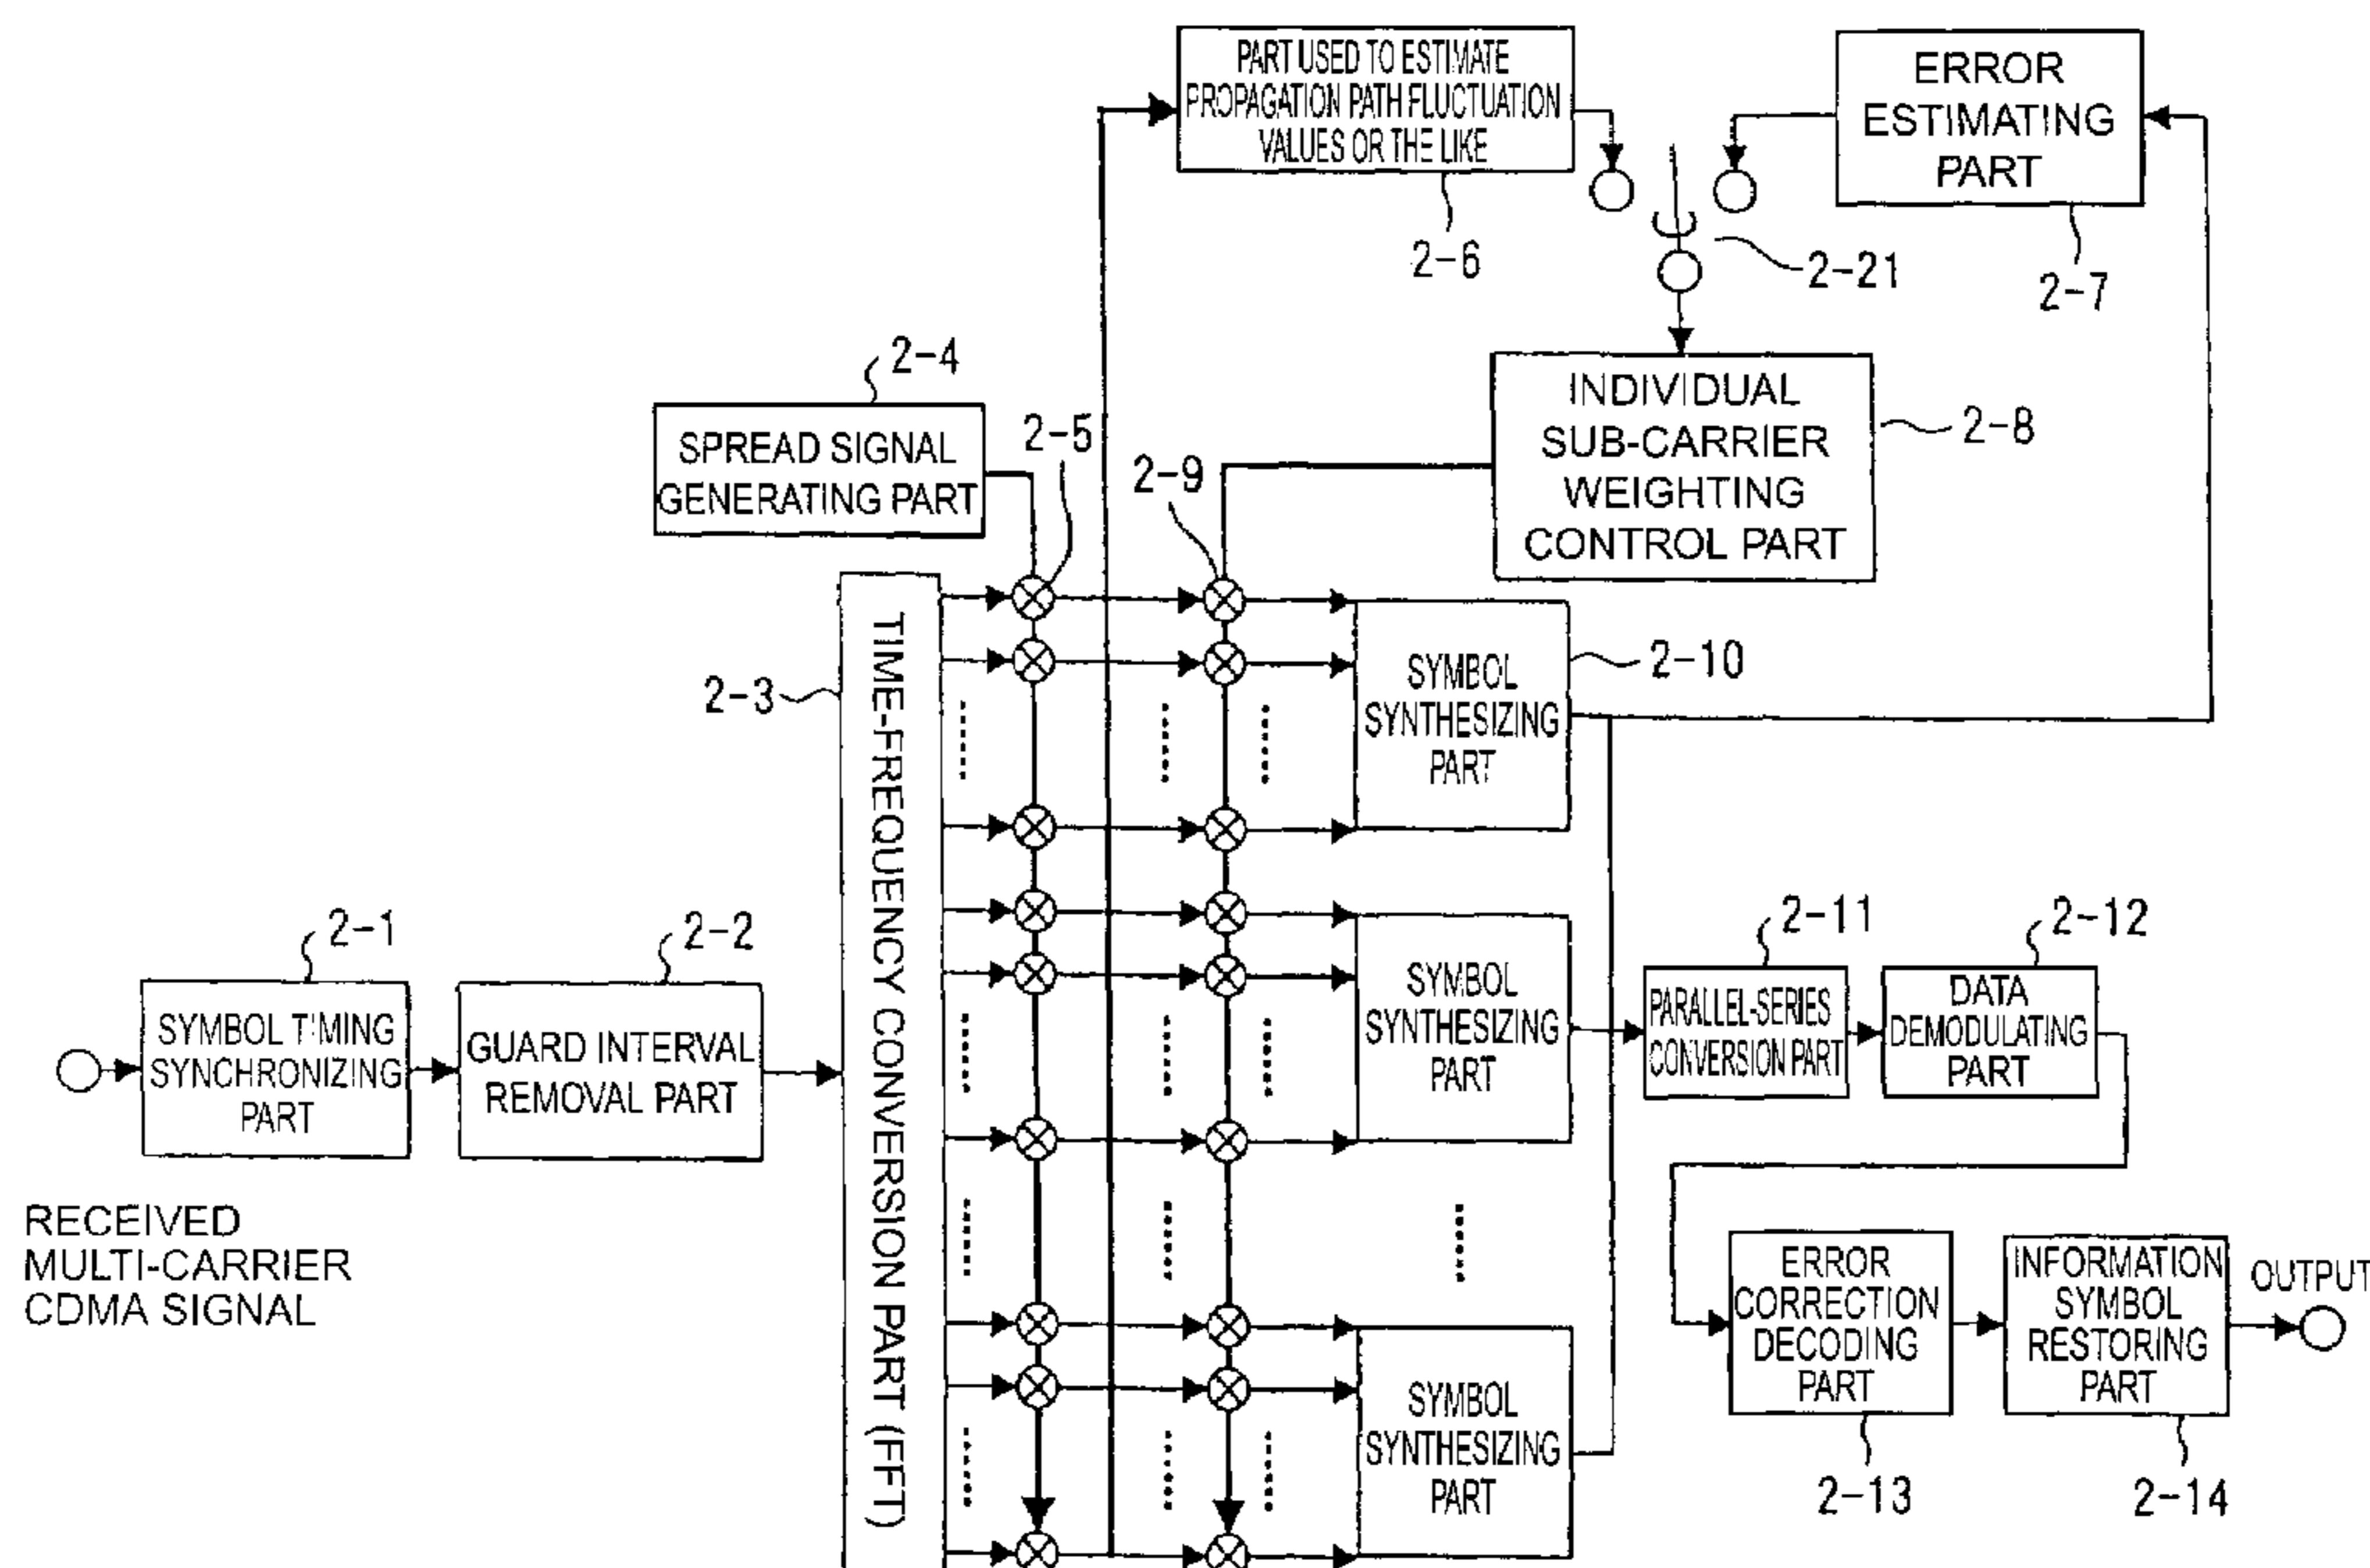 PART USED TO ESTIMATE
PROPAGATION PATH FLUCTUATION
VALUES OR THE LIKE
2-6
ERROR
ESTIMATING
PART
2-7
2-21
INDIVIDUAL
SUB-CARRIER
WEIGHTING
CONTROL PART
2-8
2-4
SPREAD SIGNAL
GENERATING PART
2-5
2-9
2-3
TIME-FREQUENCY CONVERSION PART (FFT)
SYMBOL
SYNTHESIZING
PART
2-10
SYMBOL
SYNTHESIZING
PART
SYMBOL
SYNTHESIZING
PART
2-1
SYMBOL TIMING
SYNCHRONIZING
PART
2-2
GUARD INTERVAL
REMOVAL PART
RECEIVED
MULTI-CARRIER
CDMA SIGNAL
2-11
PARALLEL-SERIES
CONVERSION PART
2-12
DATA
DEMODULATING
PART
ERROR
CORRECTION
DECODING
PART
2-13
INFORMATION
SYMBOL
RESTORING
PART
2-14
OUTPUT